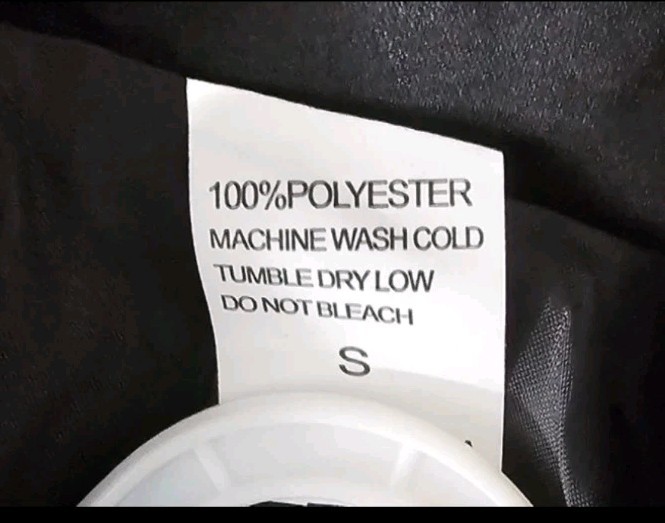 100%POLYESTER
MACHINE WASH COLD
TUMBLE DRY LOW
DO NOT BLEACH
S